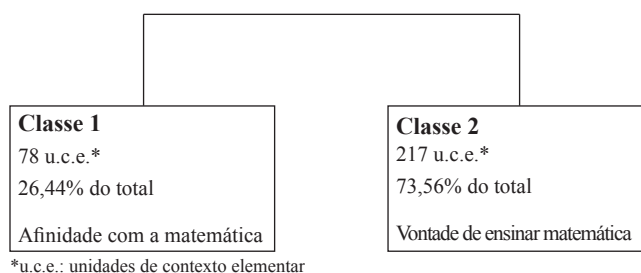 Classe 1
78 u.c.e.*
26,44% do total
Afinidade com a matemática
Classe 2
217 u.c.e.*
73,56% do total
Vontade de ensinar matemática
*u.c.e.: unidades de contexto elementar